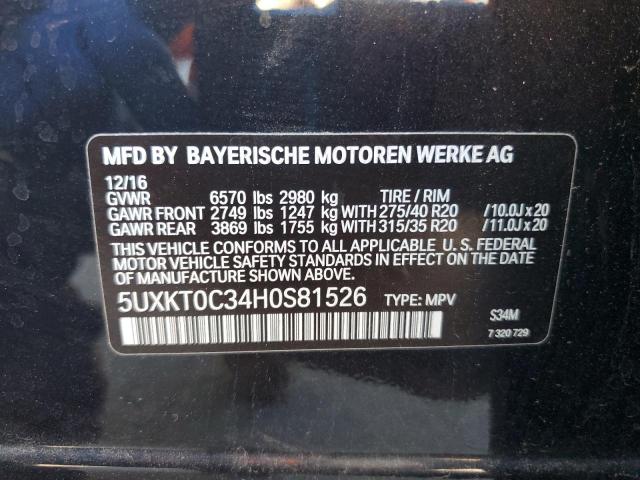 MFD BY BAYERISCHE MOTOREN WERKE AG
12/16
GVWR 6570 lbs 2980 kg TIRE / RIM
GAWR FRONT 2749 lbs 1247 kg WITH 275/40 R20 /10.0J x 20
GAWR REAR 3869 lbs 1755 kg WITH 315/35 R20 /11.0J x 20
THIS VEHICLE CONFORMS TO ALL APPLICABLE U. S. FEDERAL
MOTOR VEHICLE SAFETY STANDARDS IN EFFECT ON THE DATE
OF MANUFACTURE SHOWN ABOVE.
5UXKT0C34H0S81526 TYPE: MPV
S34M
7 320 729